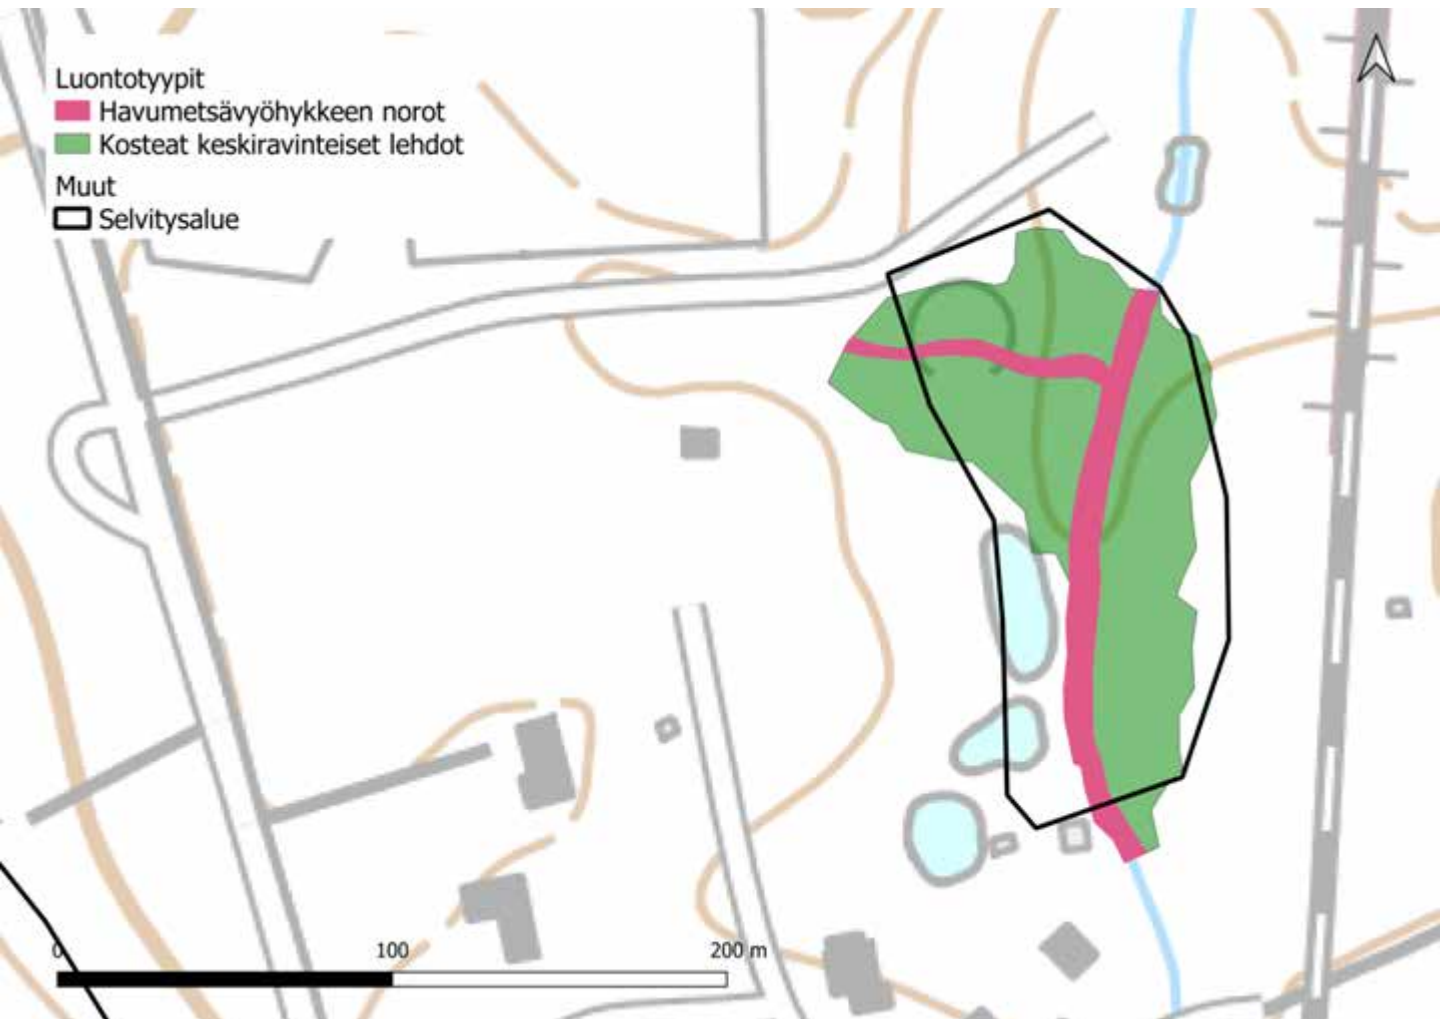 Luontotyypit
Havumetsävyöhykkeen norot
Kosteat keskiravinteiset lehdot
Muut
Selvitysalue
0 100 200 m